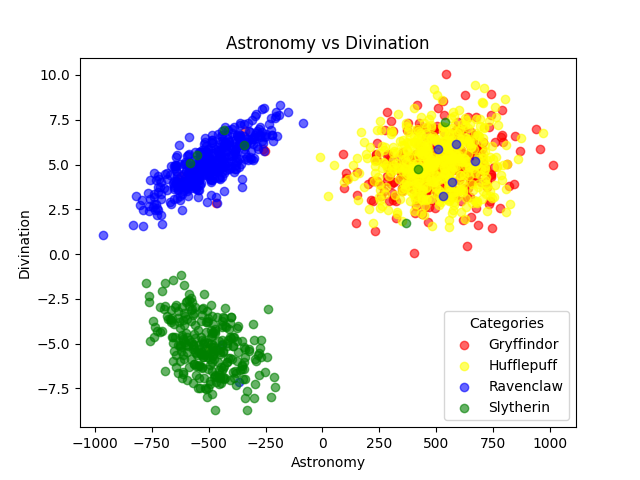 Astronomy vs Divination
10.0
7.5
5.0
2.5
0.0
−2.5
−5.0
−7.5
Divination
Categories
Gryffindor
Hufflepuff
Ravenclaw
Slytherin
−1000 −750 −500 −250 0 250 500 750 1000
Astronomy